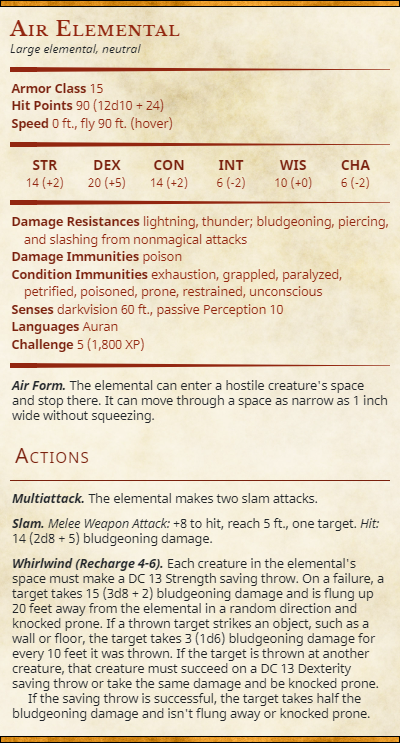 Air Elemental
Large elemental, neutral
Armor Class 15
Hit Points 90 (12d10 + 24)
Speed 0 ft., fly 90 ft. (hover)
STR DEX CON INT WIS CHA
14 (+2) 20 (+5) 14 (+2) 6 (-2) 10 (+0) 6 (-2)
Damage Resistances lightning, thunder; bludgeoning, piercing,
and slashing from nonmagical attacks
Damage Immunities poison
Condition Immunities exhaustion, grappled, paralyzed,
petrified, poisoned, prone, restrained, unconscious
Senses darkvision 60 ft., passive Perception 10
Languages Auran
Challenge 5 (1,800 XP)
Air Form. The elemental can enter a hostile creature's space
and stop there. It can move through a space as narrow as 1 inch
wide without squeezing.
Actions
Multiattack. The elemental makes two slam attacks.
Slam. Melee Weapon Attack: +8 to hit, reach 5 ft., one target. Hit:
14 (2d8 + 5) bludgeoning damage.
Whirlwind (Recharge 4-6). Each creature in the elemental's
space must make a DC 13 Strength saving throw. On a failure, a
target takes 15 (3d8 + 2) bludgeoning damage and is flung up
20 feet away from the elemental in a random direction and
knocked prone. If a thrown target strikes an object, such as a
wall or floor, the target takes 3 (1d6) bludgeoning damage for
every 10 feet it was thrown. If the target is thrown at another
creature, that creature must succeed on a DC 13 Dexterity
saving throw or take the same damage and be knocked prone.
If the saving throw is successful, the target takes half the
bludgeoning damage and isn't flung away or knocked prone.